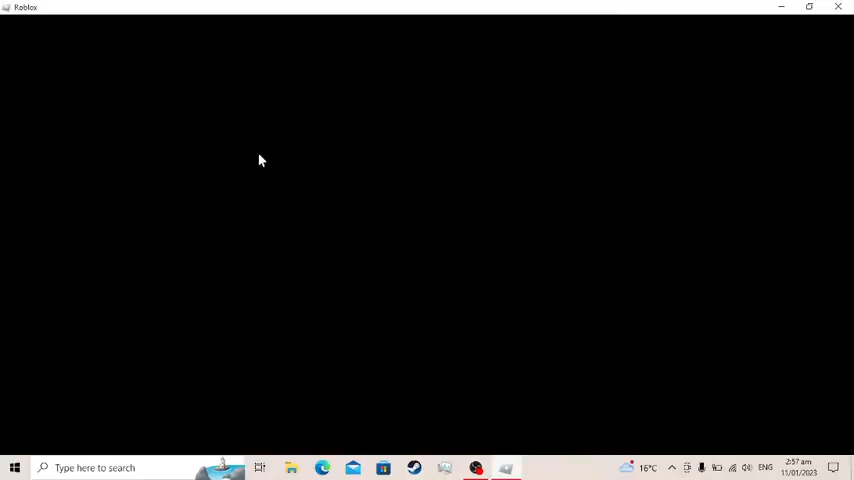 Roblox
Type here to search
16°C
ENG
2:57 am
11/01/2023